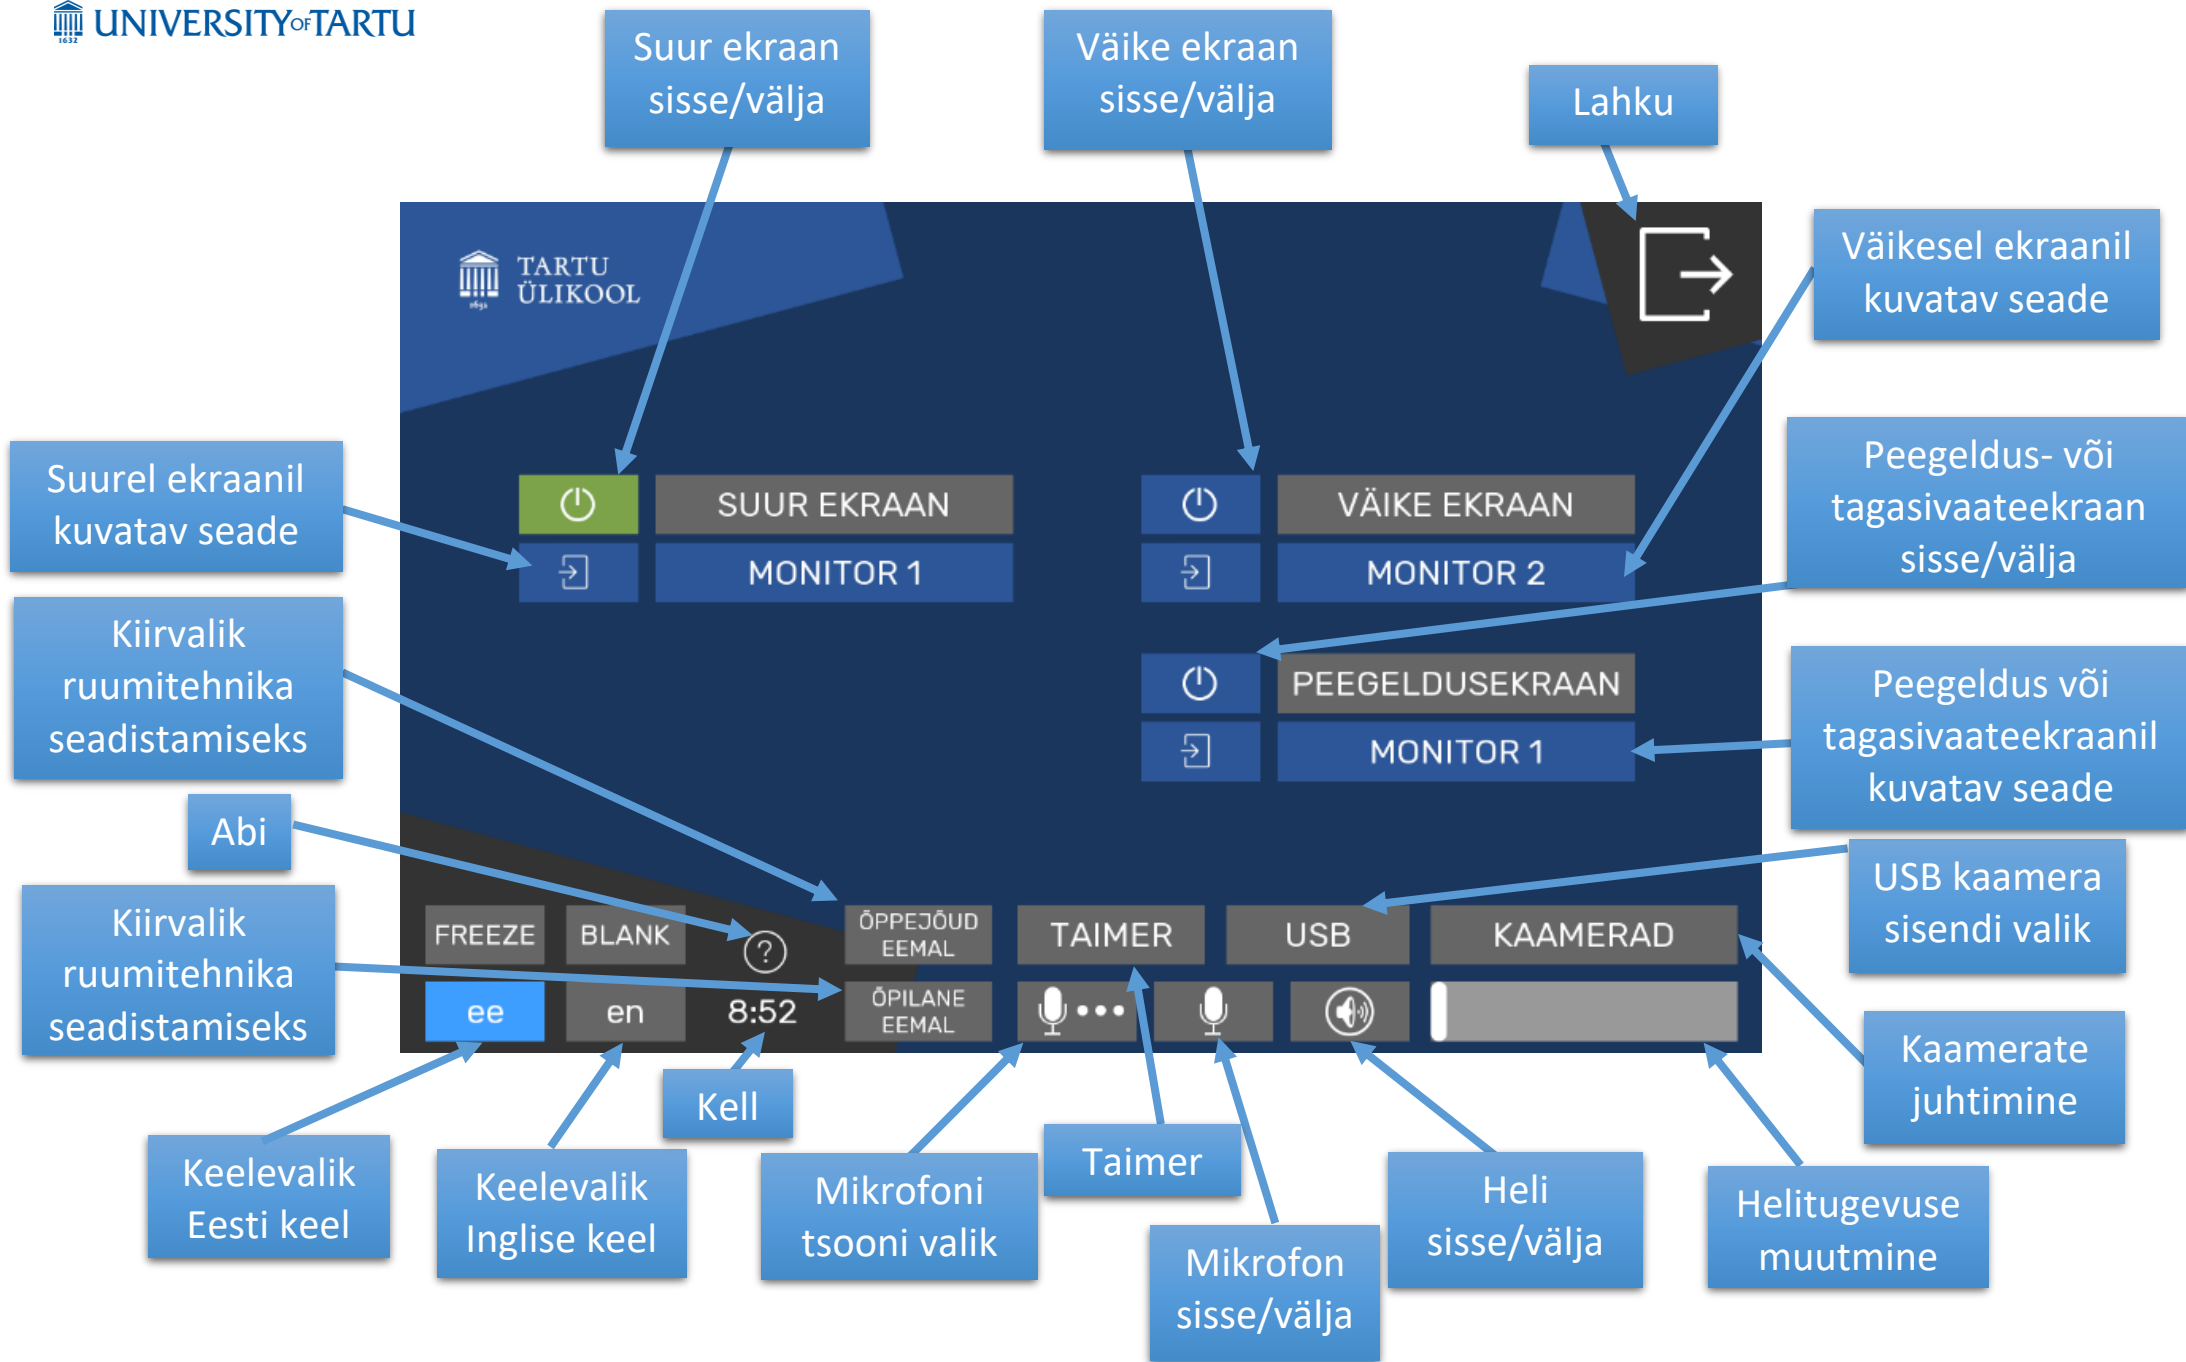 UNIVERSITY OF TARTU
1632
Suur ekraan
sisse/välja
Väike ekraan
sisse/välja
Lahku
TARTU
ÜLIKOOL
1632
Väikesel ekraanil
kuvatav seade
Suurel ekraanil
kuvatav seade
SUUR EKRAAN
MONITOR 1
VÄIKE EKRAAN
MONITOR 2
Peegeldus- või
tagasivaateekraan
sisse/välja
Kiirvalik
ruumitehnika
seadistamiseks
PEEGELDUSEKRAAN
MONITOR 1
Peegeldus või
tagasivaateekraanil
kuvatav seade
Abi
Kiirvalik
ruumitehnika
seadistamiseks
USB kaamera
sisendi valik
FREEZE
BLANK
?
ÕPPEJÕUD
EEMAL
TAIMER
USB
KAAMERAD
ee
en
8:52
ÕPILANE
EEMAL
Kaamerate
juhtimine
Kell
Keelevalik
Eesti keel
Keelevalik
Inglise keel
Mikrofoni
tsooni valik
Taimer
Mikrofon
sisse/välja
Heli
sisse/välja
Helitugevuse
muutmine